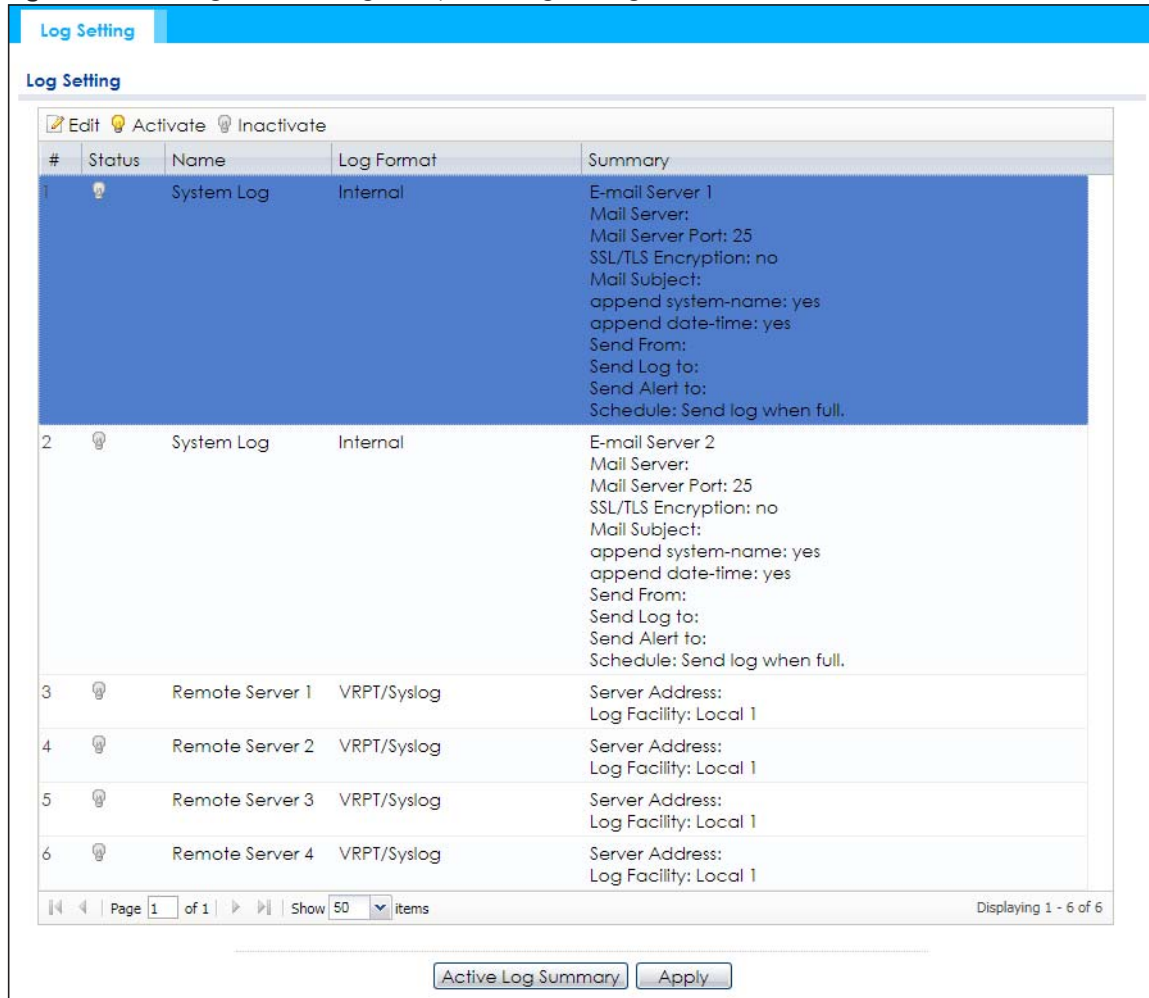 Log Setting
Log Setting
Edit Activate Inactivate
# Status Name Log Format Summary
1 System Log Internal E-mail Server 1
Mail Server:
Mail Server Port: 25
SSL/TLS Encryption: no
Mail Subject:
append system-name: yes
append date-time: yes
Send From:
Send Log to:
Send Alert to:
Schedule: Send log when full.
2 System Log Internal E-mail Server 2
Mail Server:
Mail Server Port: 25
SSL/TLS Encryption: no
Mail Subject:
append system-name: yes
append date-time: yes
Send From:
Send Log to:
Send Alert to:
Schedule: Send log when full.
3 Remote Server 1 VRPT/Syslog Server Address:
Log Facility: Local 1
4 Remote Server 2 VRPT/Syslog Server Address:
Log Facility: Local 1
5 Remote Server 3 VRPT/Syslog Server Address:
Log Facility: Local 1
6 Remote Server 4 VRPT/Syslog Server Address:
Log Facility: Local 1
Page 1 of 1 Show 50 items Displaying 1 - 6 of 6
Active Log Summary Apply